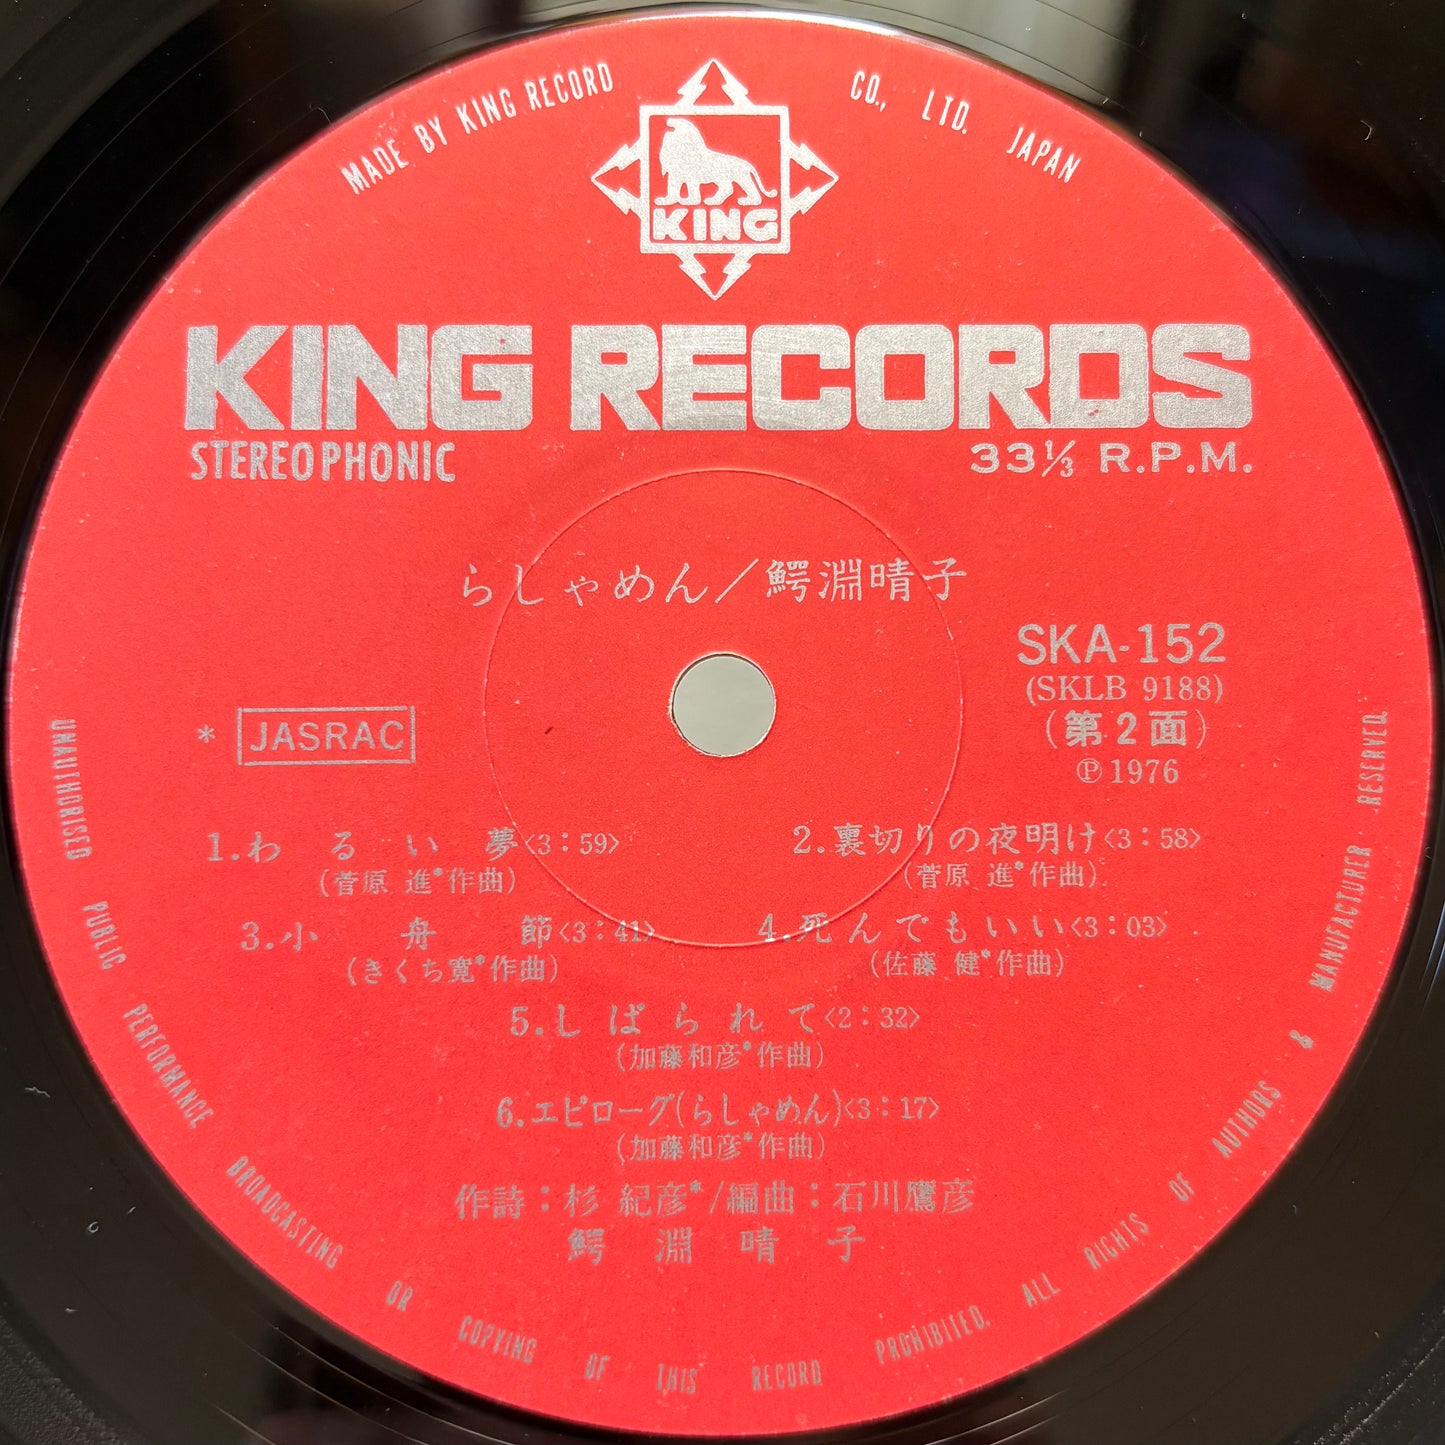 MADE BY KING RECORD CO., LTD. JAPAN
KING
KING RECORDS
STEREOPHONIC
33⅓ R.P.M.
らしゃめん/鰐淵晴子
SKA-152
(SKLB 9188)
(第2面)
℗1976
* JASRAC
1.わるい夢<3:59>
(菅原 進*作曲)
2.裏切りの夜明け<3:58>
(菅原 進*作曲)
3.小舟節<3:41>
(きくち寛*作曲)
4.死んでもいい<3:03>
(佐藤 健*作曲)
5.しばられて<2:32>
(加藤和彦*作曲)
6.エピローグ(らしゃめん)<3:17>
(加藤和彦*作曲)
作詩:杉 紀彦*/編曲:石川鷹彦
鰐淵晴子
UNAUTHORISED PUBLIC PERFORMANCE BROADCASTING OR COPYING OF THIS RECORD PROHIBITED. ALL RIGHTS OF AUTHORS & MANUFACTURER RESERVED.